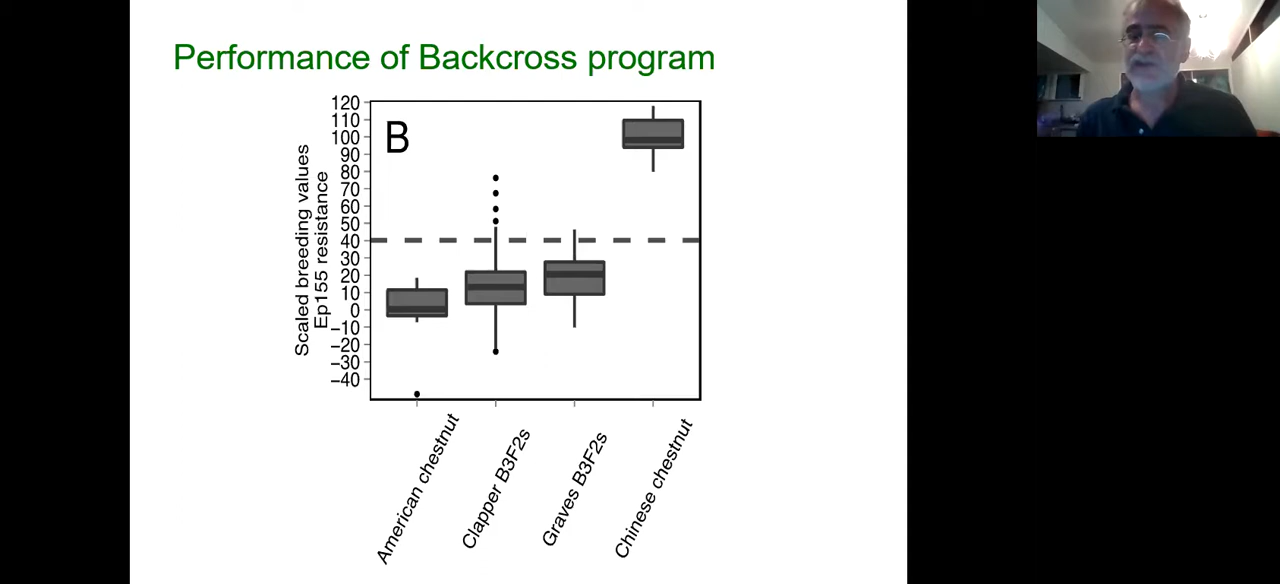 Performance of Backcross program
B
Scaled breeding values
Ep155 resistance
120
110
100
90
80
70
60
50
40
30
20
10
0
−10
−20
−30
−40
American chestnut
Clapper B3F2s
Graves B3F2s
Chinese chestnut